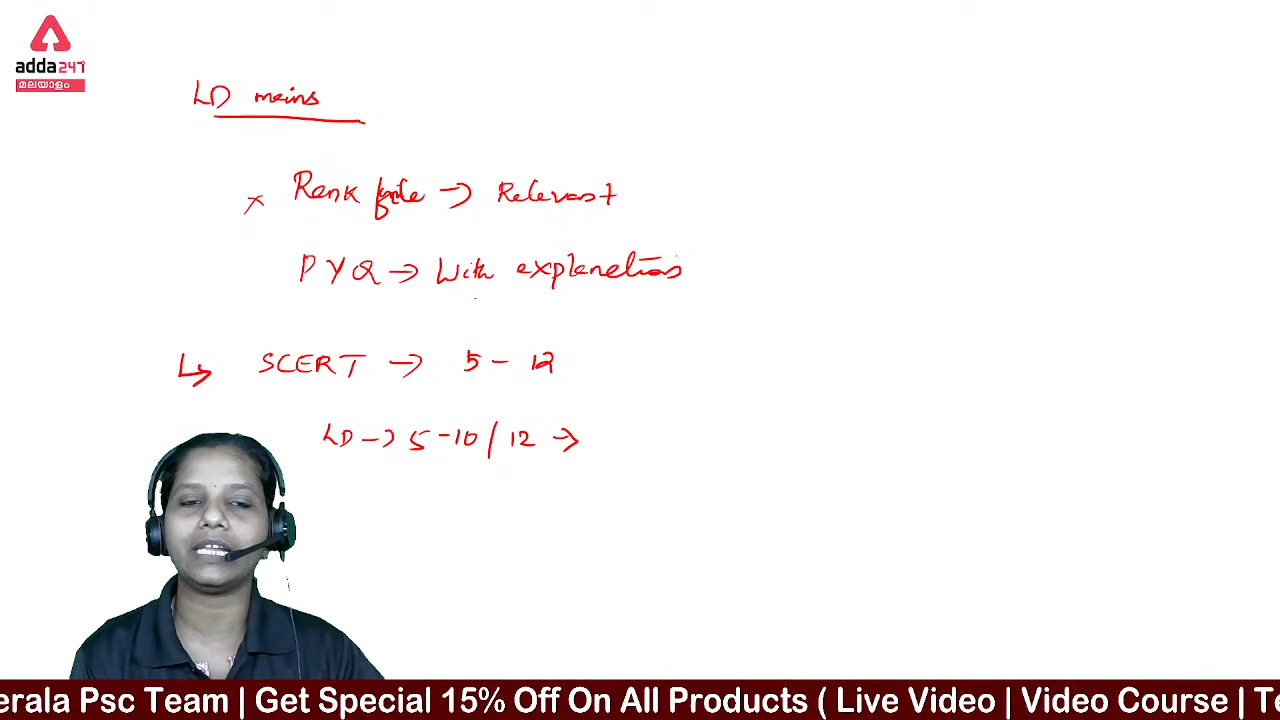 adda247
മലയാളം
LD mains
x Rank file → Relevant
PYQ → With explanations
↳ SCERT → 5 - 12
LD → 5 - 10 / 12 →
erala Psc Team | Get Special 15% Off On All Products ( Live Video | Video Course | Te